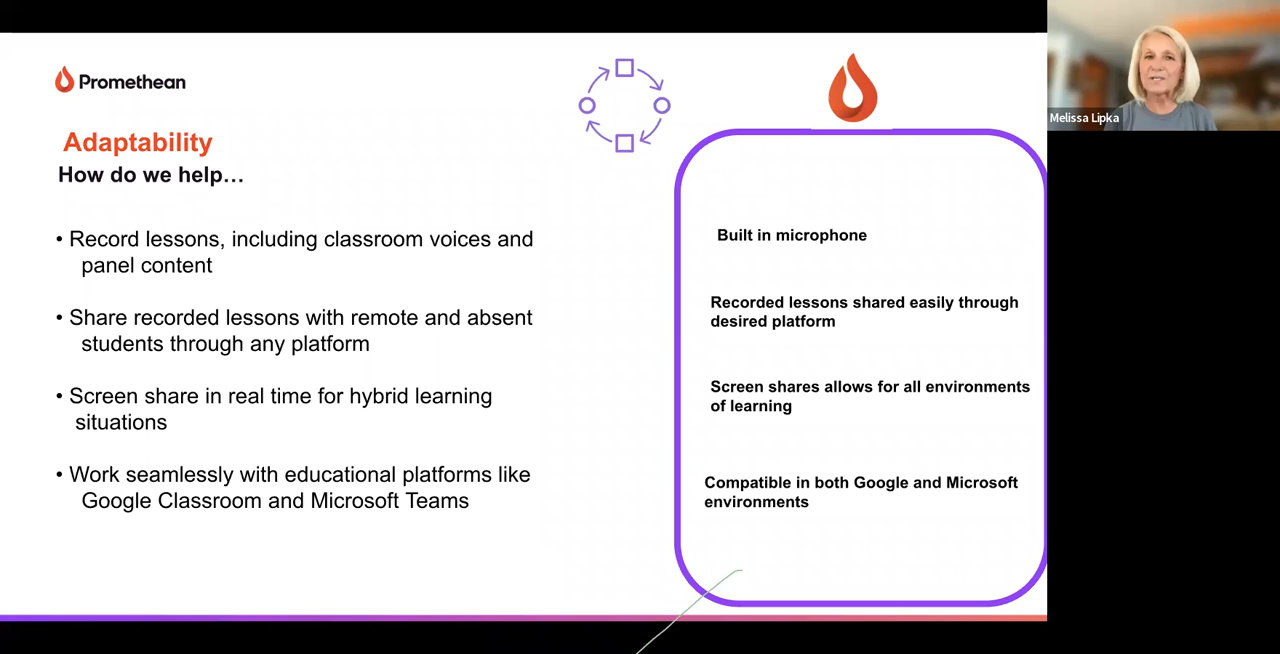 Promethean
Adaptability
How do we help…
• Record lessons, including classroom voices and
panel content
• Share recorded lessons with remote and absent
students through any platform
• Screen share in real time for hybrid learning
situations
• Work seamlessly with educational platforms like
Google Classroom and Microsoft Teams
Built in microphone
Recorded lessons shared easily through
desired platform
Screen shares allows for all environments
of learning
Compatible in both Google and Microsoft
environments
Melissa Lipka